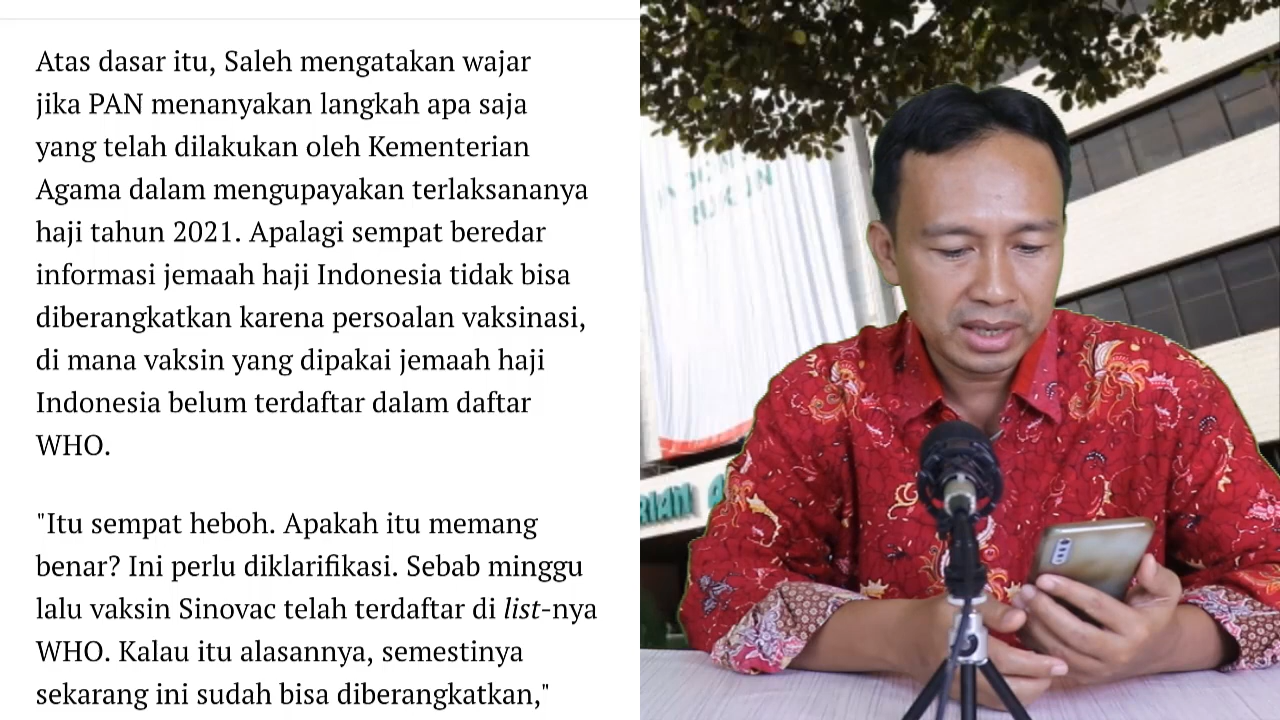 Atas dasar itu, Saleh mengatakan wajar
jika PAN menanyakan langkah apa saja
yang telah dilakukan oleh Kementerian
Agama dalam mengupayakan terlaksananya
haji tahun 2021. Apalagi sempat beredar
informasi jemaah haji Indonesia tidak bisa
diberangkatkan karena persoalan vaksinasi,
di mana vaksin yang dipakai jemaah haji
Indonesia belum terdaftar dalam daftar
WHO.
"Itu sempat heboh. Apakah itu memang
benar? Ini perlu diklarifikasi. Sebab minggu
lalu vaksin Sinovac telah terdaftar di list-nya
WHO. Kalau itu alasannya, semestinya
sekarang ini sudah bisa diberangkatkan,"